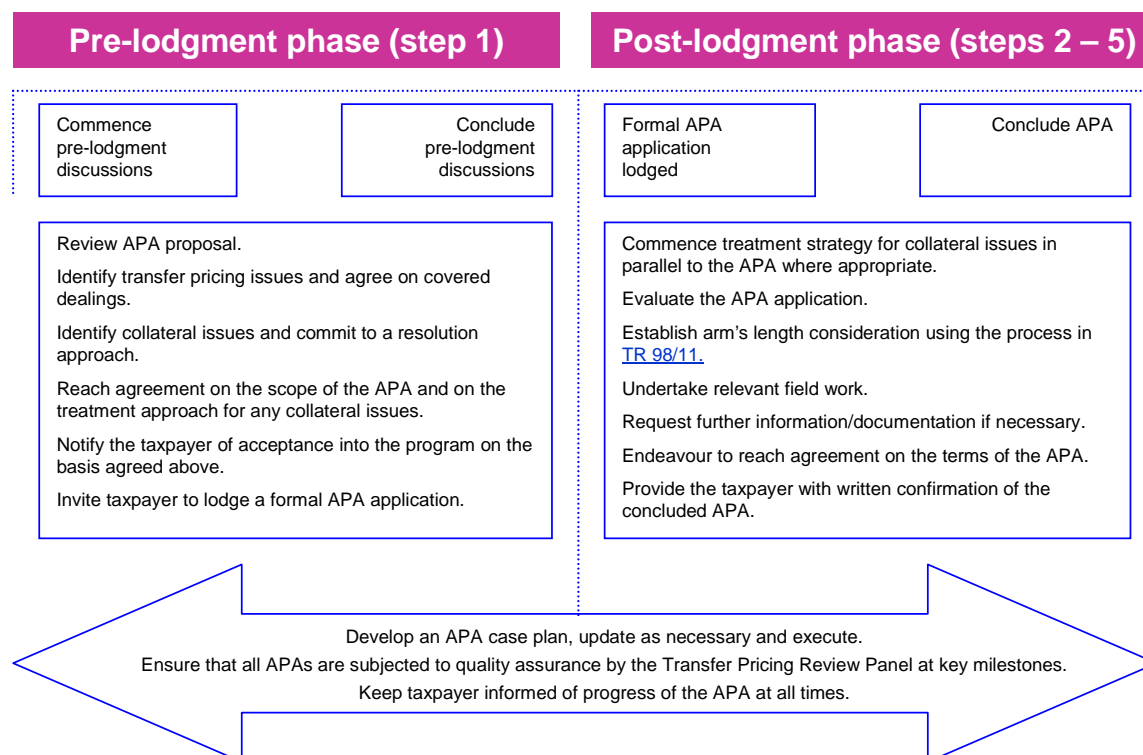 Pre-lodgment phase (step 1)
Post-lodgment phase (steps 2 – 5)
Commence
pre-lodgment
discussions
Conclude
pre-lodgment
discussions
Formal APA
application
lodged
Conclude APA
Review APA proposal.
Identify transfer pricing issues and agree on covered
dealings.
Identify collateral issues and commit to a resolution
approach.
Reach agreement on the scope of the APA and on the
treatment approach for any collateral issues.
Notify the taxpayer of acceptance into the program on the
basis agreed above.
Invite taxpayer to lodge a formal APA application.
Commence treatment strategy for collateral issues in
parallel to the APA where appropriate.
Evaluate the APA application.
Establish arm’s length consideration using the process in
TR 98/11.
Undertake relevant field work.
Request further information/documentation if necessary.
Endeavour to reach agreement on the terms of the APA.
Provide the taxpayer with written confirmation of the
concluded APA.
Develop an APA case plan, update as necessary and execute.
Ensure that all APAs are subjected to quality assurance by the Transfer Pricing Review Panel at key milestones.
Keep taxpayer informed of progress of the APA at all times.